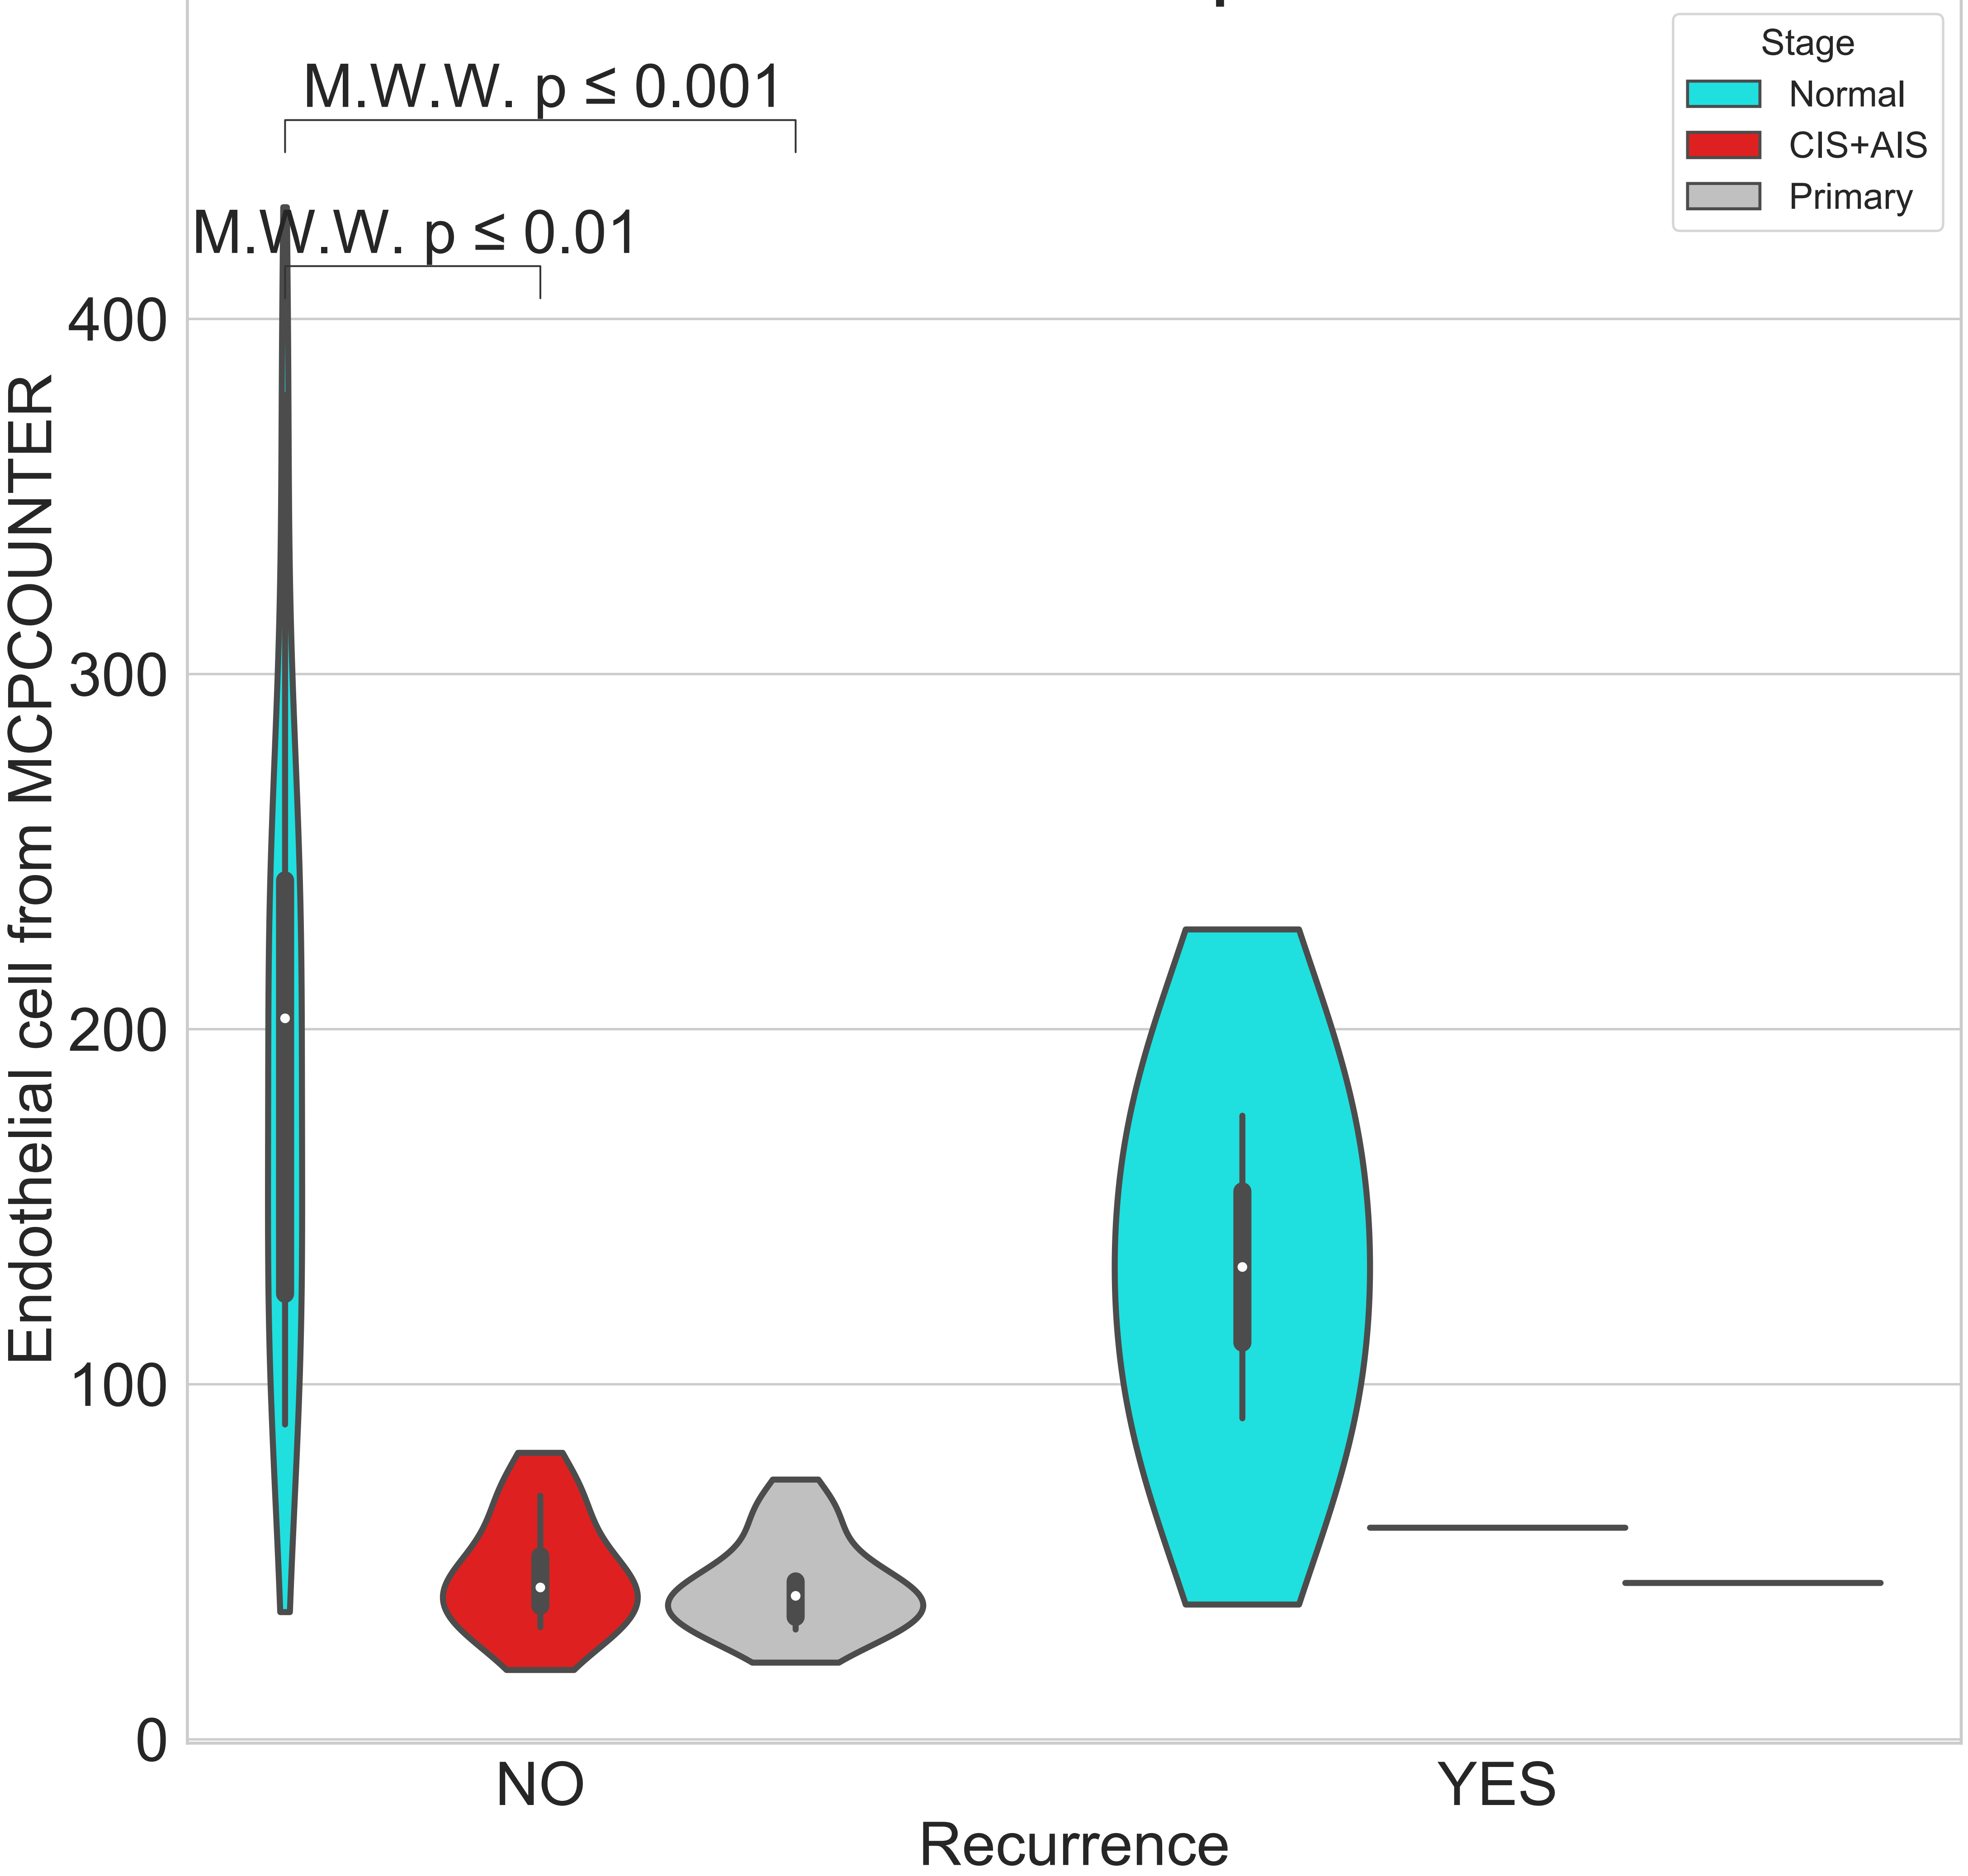 Stage
Normal
CIS+AIS
Primary
M.W.W. p ≤ 0.001
M.W.W. p ≤ 0.01
Endothelial cell from MCPCOUNTER
400
300
200
100
0
NO
YES
Recurrence